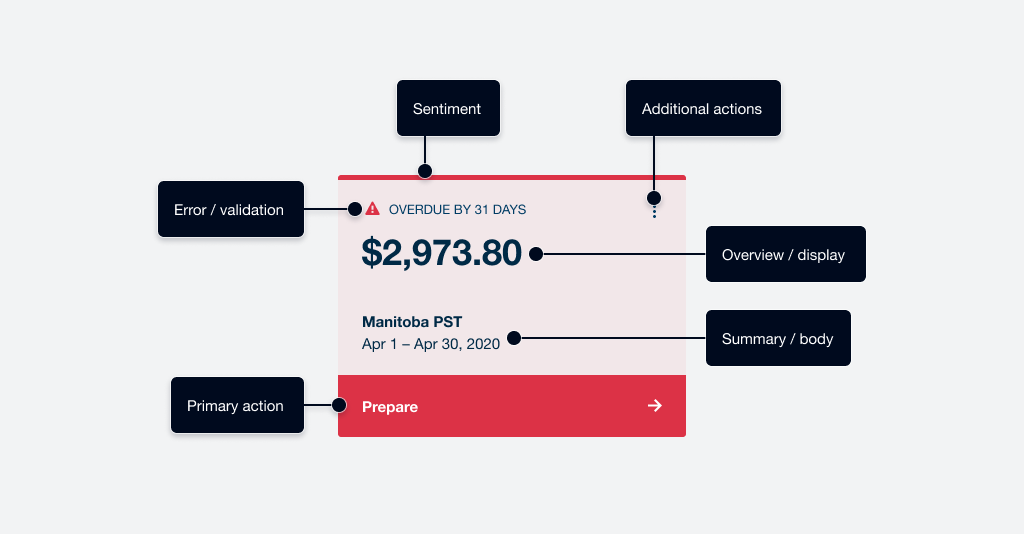 Sentiment
Additional actions
Error / validation
OVERDUE BY 31 DAYS
$2,973.80
Overview / display
Manitoba PST
Apr 1 – Apr 30, 2020
Summary / body
Primary action
Prepare